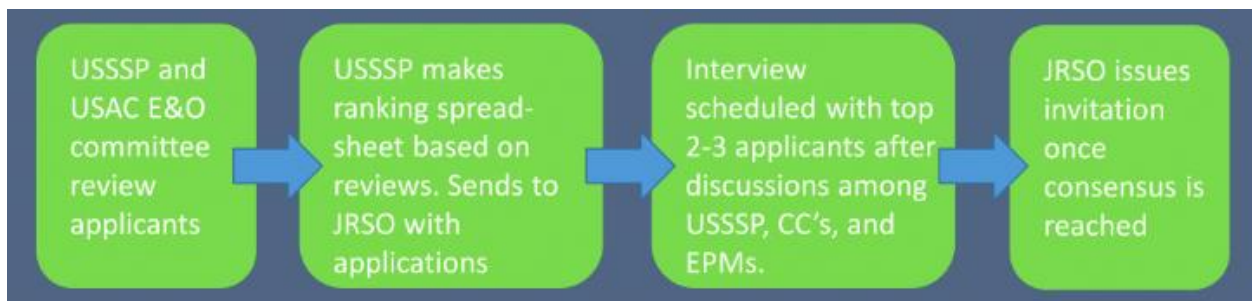 USSSP and
USAC E&O
committee
review
applicants
USSSP makes
ranking spread-
sheet based on
reviews. Sends to
JRSO with
applications
Interview
scheduled with top
2-3 applicants after
discussions among
USSSP, CC's, and
EPMs.
JRSO issues
invitation
once
consensus is
reached